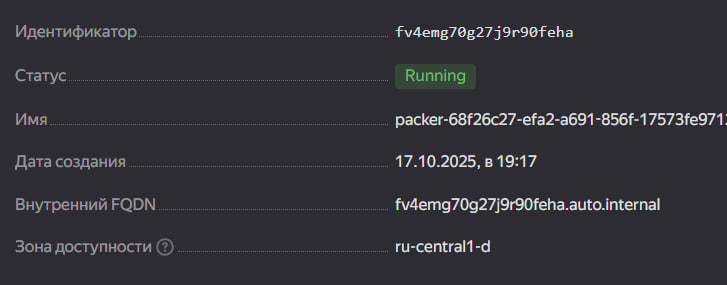 Идентификатор fv4emg70g27j9r90feha
Статус Running
Имя packer-68f26c27-efa2-a691-856f-17573fe971
Дата создания 17.10.2025, в 19:17
Внутренний FQDN fv4emg70g27j9r90feha.auto.internal
Зона доступности ? ru-central1-d